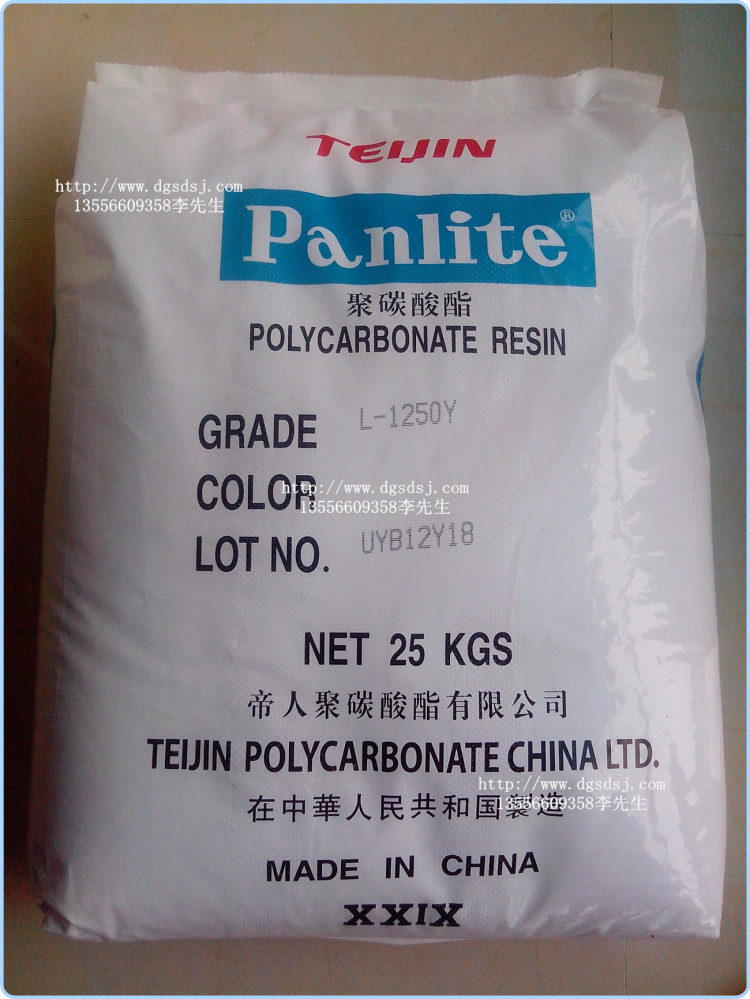 TEIJIN
http://www.dgsdsj.com
13556609358李先生
Panlite®
聚碳酸酯
POLYCARBONATE RESIN
GRADE L-1250Y
COLOR
http://www.dgsdsj.com
13556609358李先生
LOT NO. UYB12Y18
NET 25 KGS
帝人聚碳酸酯有限公司
TEIJIN POLYCARBONATE CHINA LTD.
http://www.dgsdsj.com
13556609358李先生
在中華人民共和国製造
MADE IN CHINA
XXIX